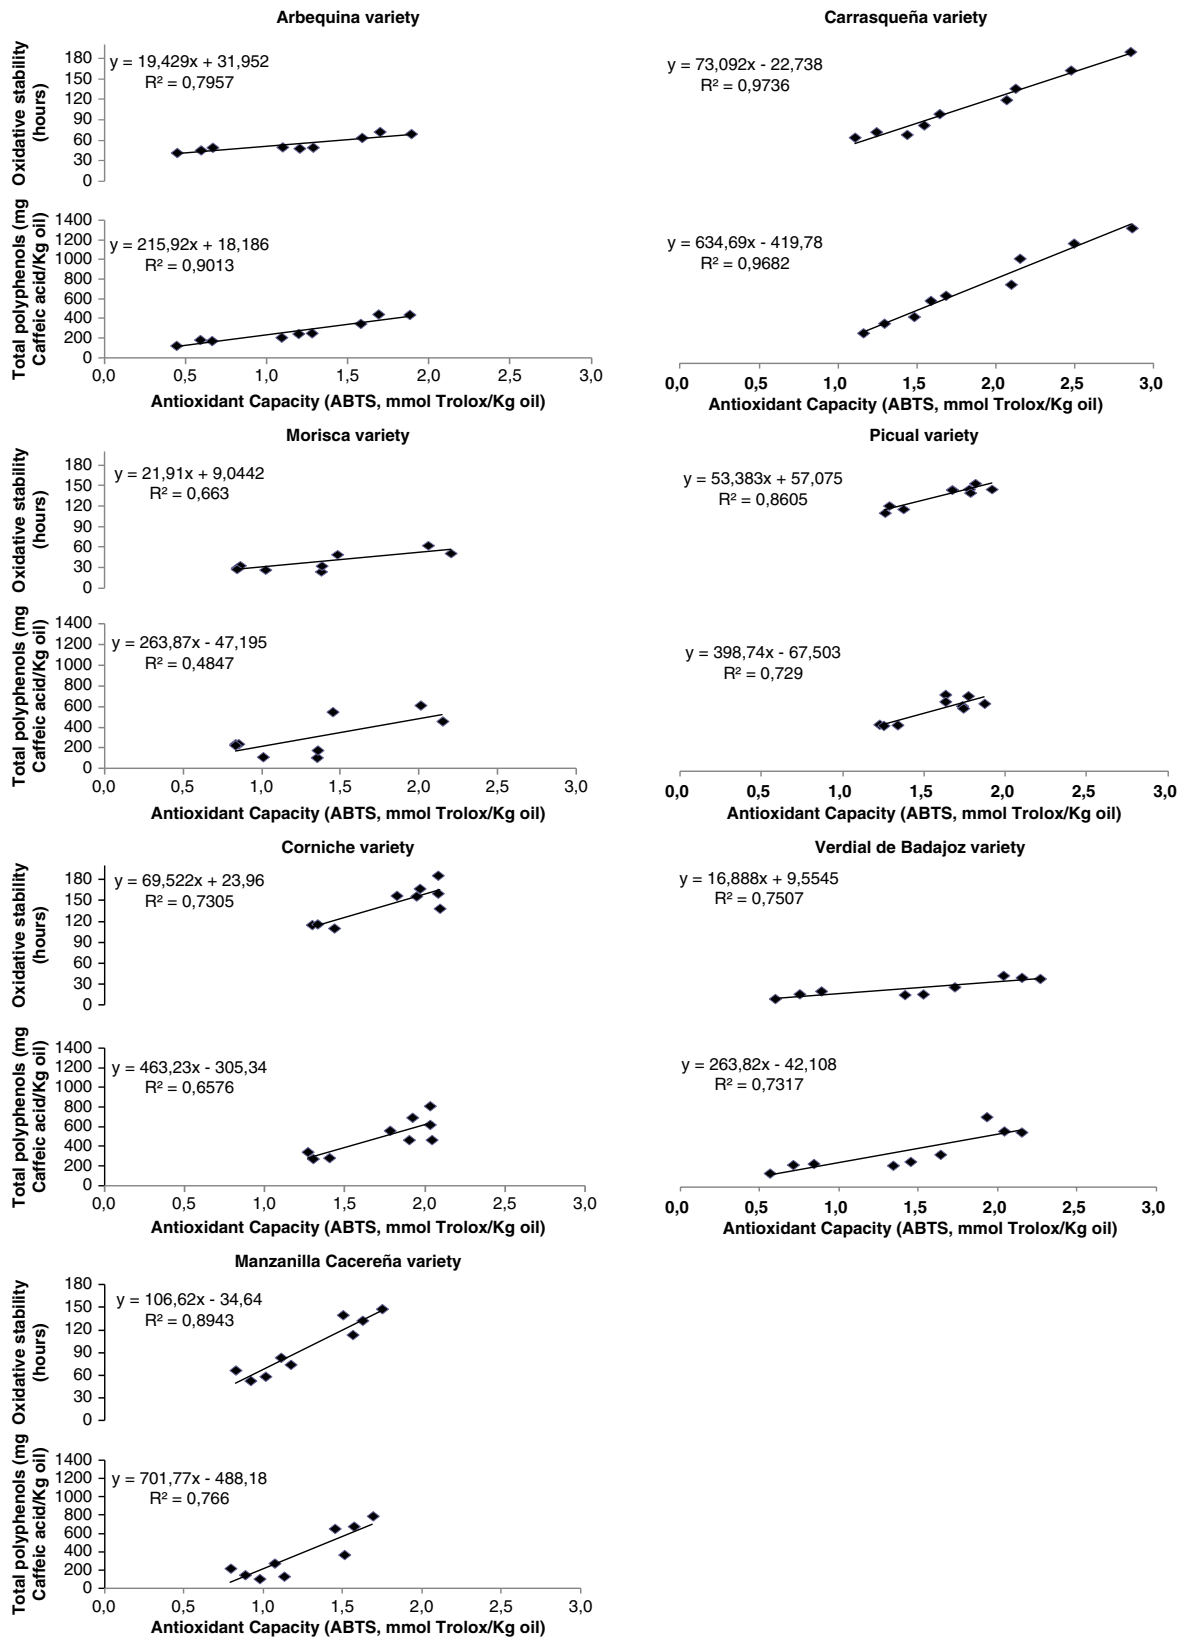 Arbequina variety
Oxidative stability
(hours)
180
150
120
90
60
30
0
y = 19,429x + 31,952
R² = 0,7957
Total polyphenols (mg
Caffeic acid/Kg oil)
1400
1200
1000
800
600
400
200
0
y = 215,92x + 18,186
R² = 0,9013
0,0 0,5 1,0 1,5 2,0 2,5 3,0
Antioxidant Capacity (ABTS, mmol Trolox/Kg oil)
Carrasqueña variety
y = 73,092x - 22,738
R² = 0,9736
y = 634,69x - 419,78
R² = 0,9682
0,0 0,5 1,0 1,5 2,0 2,5 3,0
Antioxidant Capacity (ABTS, mmol Trolox/Kg oil)
Morisca variety
Oxidative stability
(hours)
180
150
120
90
60
30
0
y = 21,91x + 9,0442
R² = 0,663
Total polyphenols (mg
Caffeic acid/Kg oil)
1400
1200
1000
800
600
400
200
0
y = 263,87x - 47,195
R² = 0,4847
0,0 0,5 1,0 1,5 2,0 2,5 3,0
Antioxidant Capacity (ABTS, mmol Trolox/Kg oil)
Picual variety
y = 53,383x + 57,075
R² = 0,8605
y = 398,74x - 67,503
R² = 0,729
0,0 0,5 1,0 1,5 2,0 2,5 3,0
Antioxidant Capacity (ABTS, mmol Trolox/Kg oil)
Corniche variety
Oxidative stability
(hours)
180
150
120
90
60
30
0
y = 69,522x + 23,96
R² = 0,7305
Total polyphenols (mg
Caffeic acid/Kg oil)
1400
1200
1000
800
600
400
200
0
y = 463,23x - 305,34
R² = 0,6576
0,0 0,5 1,0 1,5 2,0 2,5 3,0
Antioxidant Capacity (ABTS, mmol Trolox/Kg oil)
Verdial de Badajoz variety
y = 16,888x + 9,5545
R² = 0,7507
y = 263,82x - 42,108
R² = 0,7317
0,0 0,5 1,0 1,5 2,0 2,5 3,0
Antioxidant Capacity (ABTS, mmol Trolox/Kg oil)
Manzanilla Cacereña variety
Oxidative stability
(hours)
180
150
120
90
60
30
0
y = 106,62x - 34,64
R² = 0,8943
Total polyphenols (mg
Caffeic acid/Kg oil)
1400
1200
1000
800
600
400
200
0
y = 701,77x - 488,18
R² = 0,766
0,0 0,5 1,0 1,5 2,0 2,5 3,0
Antioxidant Capacity (ABTS, mmol Trolox/Kg oil)